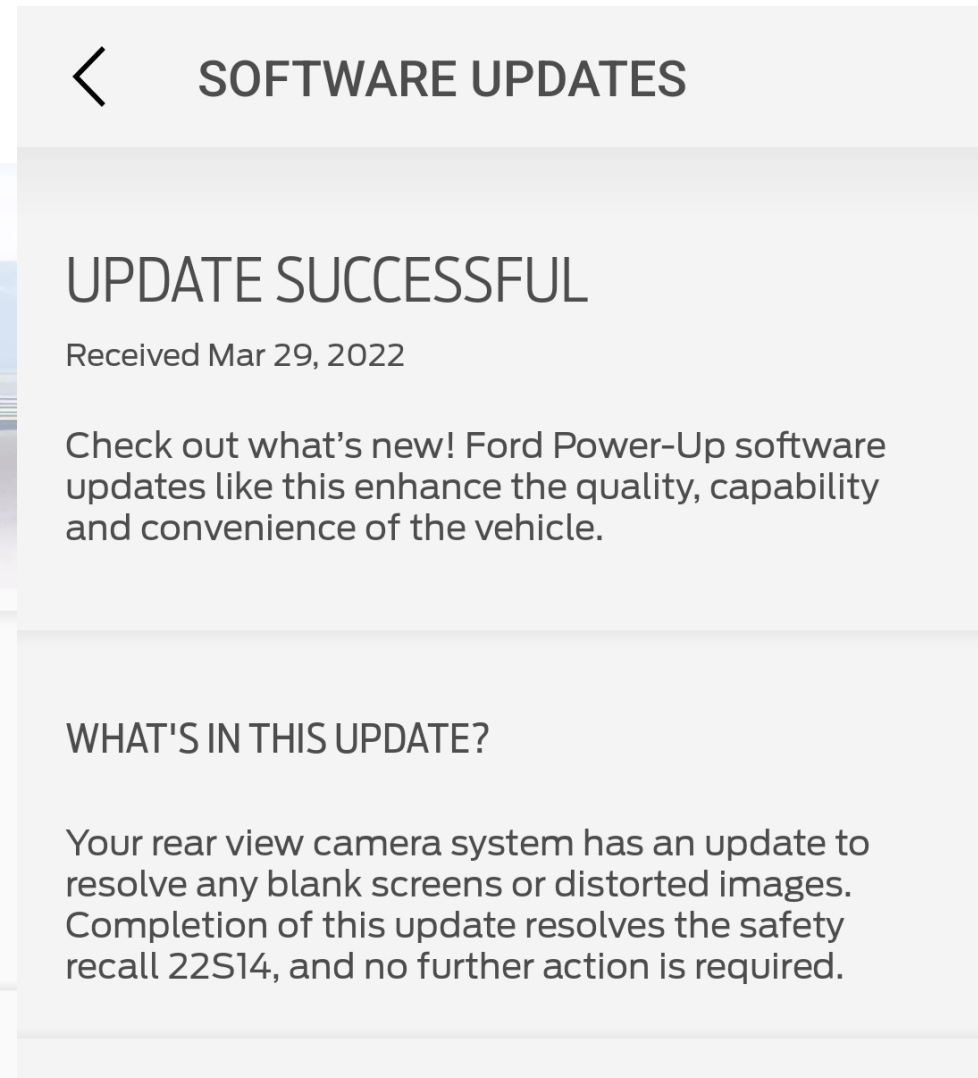 SOFTWARE UPDATES
UPDATE SUCCESSFUL
Received Mar 29, 2022
Check out what’s new! Ford Power-Up software
updates like this enhance the quality, capability
and convenience of the vehicle.
WHAT'S IN THIS UPDATE?
Your rear view camera system has an update to
resolve any blank screens or distorted images.
Completion of this update resolves the safety
recall 22S14, and no further action is required.